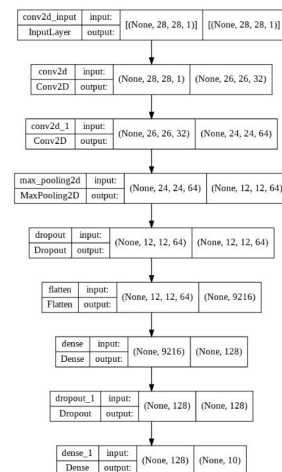 conv2d_input input: [(None, 28, 28, 1)] [(None, 28, 28, 1)]
InputLayer output:
conv2d input: (None, 28, 28, 1) (None, 26, 26, 32)
Conv2D output:
conv2d_1 input: (None, 26, 26, 32) (None, 24, 24, 64)
Conv2D output:
max_pooling2d input: (None, 24, 24, 64) (None, 12, 12, 64)
MaxPooling2D output:
dropout input: (None, 12, 12, 64) (None, 12, 12, 64)
Dropout output:
flatten input: (None, 12, 12, 64) (None, 9216)
Flatten output:
dense input: (None, 9216) (None, 128)
Dense output:
dropout_1 input: (None, 128) (None, 128)
Dropout output:
dense_1 input: (None, 128) (None, 10)
Dense output: